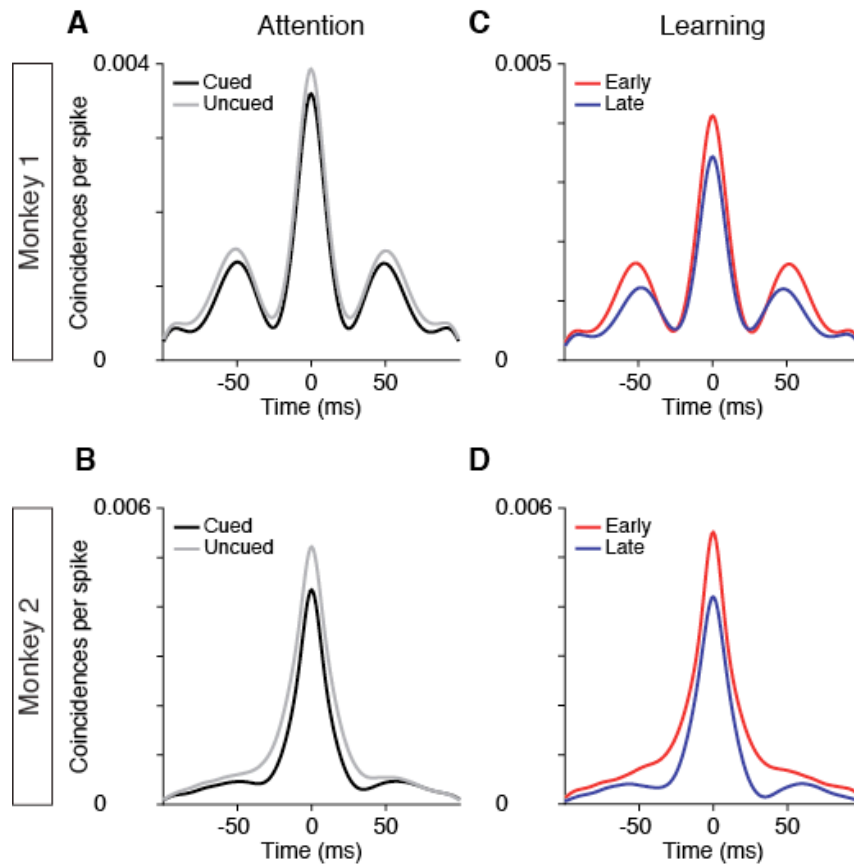 A
Attention
Monkey 1
Coincidences per spike
0.004
0
Cued
Uncued
-50
0
50
Time (ms)
C
Learning
0.005
0
Early
Late
-50
0
50
Time (ms)
B
Monkey 2
Coincidences per spike
0.006
0
Cued
Uncued
-50
0
50
Time (ms)
D
0.006
0
Early
Late
-50
0
50
Time (ms)